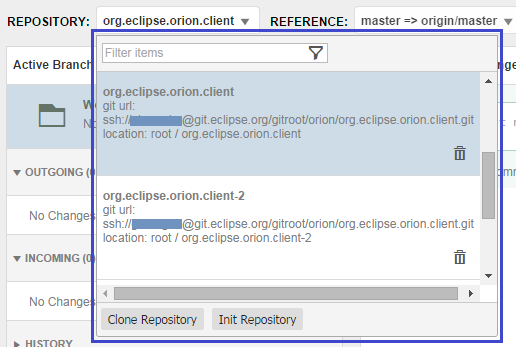 REPOSITORY: org.eclipse.orion.client REFERENCE: master => origin/master
Active Branch
Filter items
org.eclipse.orion.client
git url:
ssh://@git.eclipse.org/gitroot/orion/org.eclipse.orion.client.git
location: root / org.eclipse.orion.client
OUTGOING (0)
No Changes
org.eclipse.orion.client-2
git url:
ssh://@git.eclipse.org/gitroot/orion/org.eclipse.orion.client.git
location: root / org.eclipse.orion.client-2
INCOMING (0)
No Changes
Clone Repository Init Repository
HISTORY